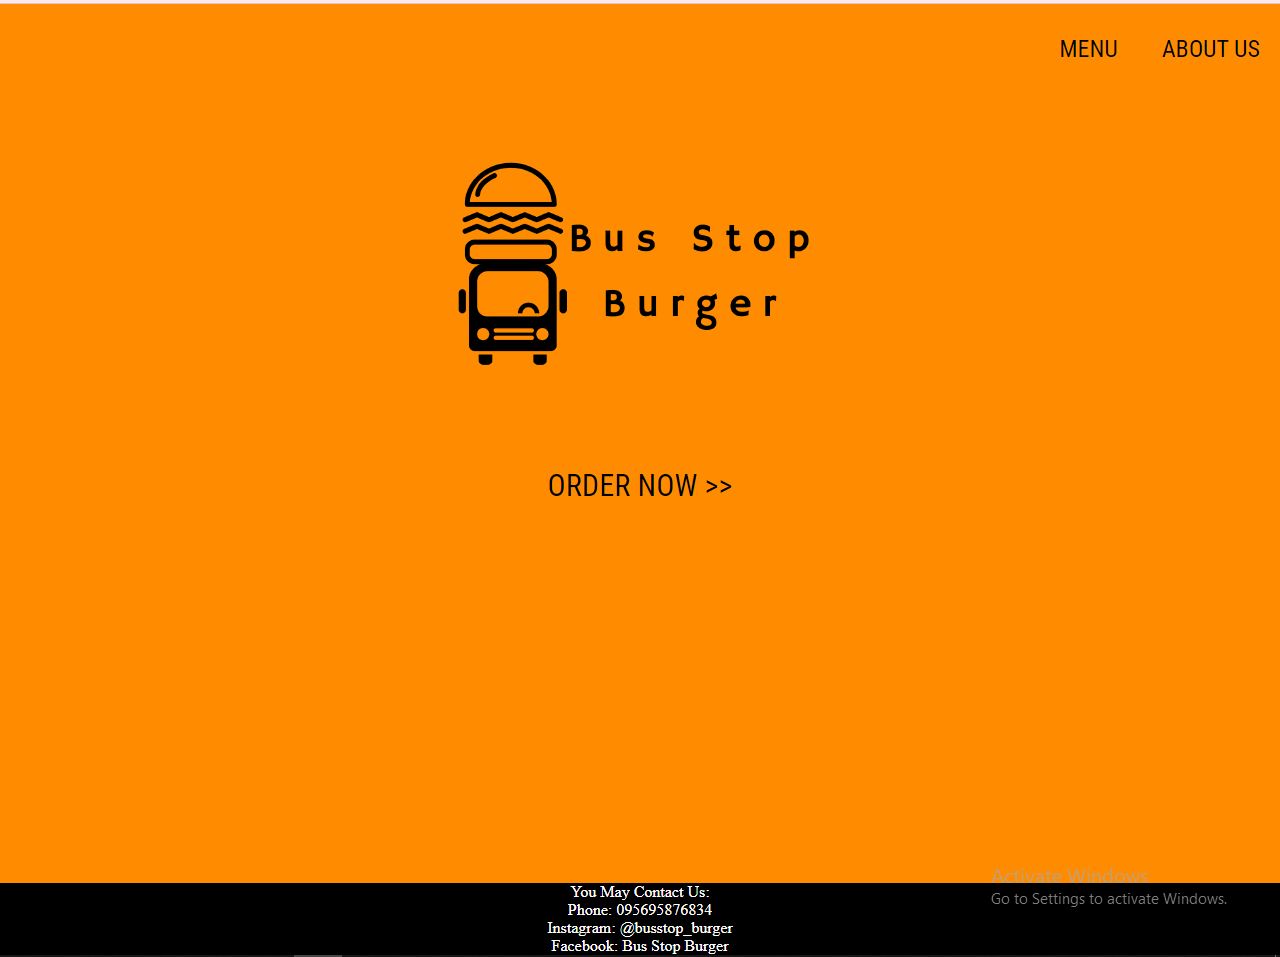 MENU ABOUT US
Bus Stop
Burger
ORDER NOW >>
Activate Windows
Go to Settings to activate Windows.
You May Contact Us:
Phone: 095695876834
Instagram: @busstop_burger
Facebook: Bus Stop Burger